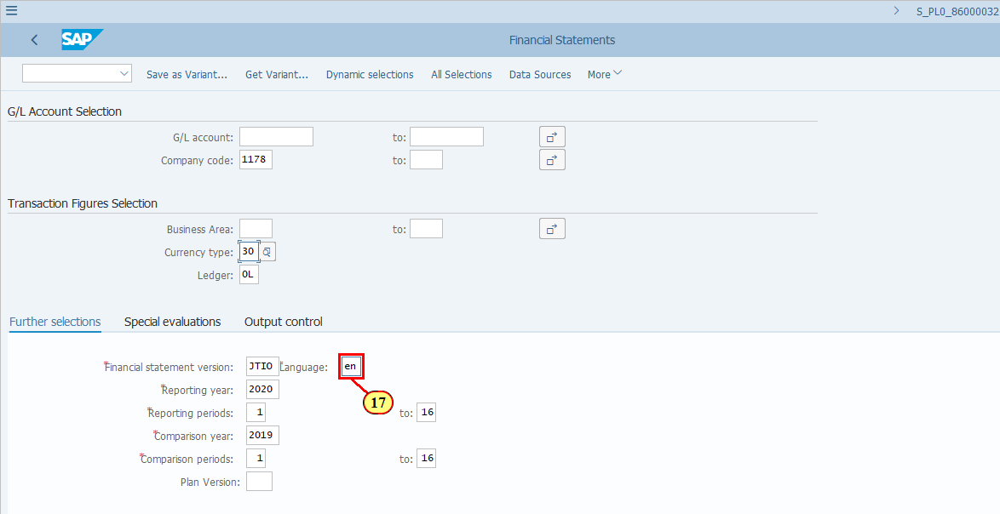 S_PL0_86000032
SAP Financial Statements
Save as Variant... Get Variant... Dynamic selections All Selections Data Sources More
G/L Account Selection
G/L account: to:
Company code: 1178 to:
Transaction Figures Selection
Business Area: to:
Currency type: 30
Ledger: 0L
Further selections Special evaluations Output control
*Financial statement version: JTIO *Language: en
17
*Reporting year: 2020
*Reporting periods: 1 to: 16
*Comparison year: 2019
*Comparison periods: 1 to: 16
Plan Version: